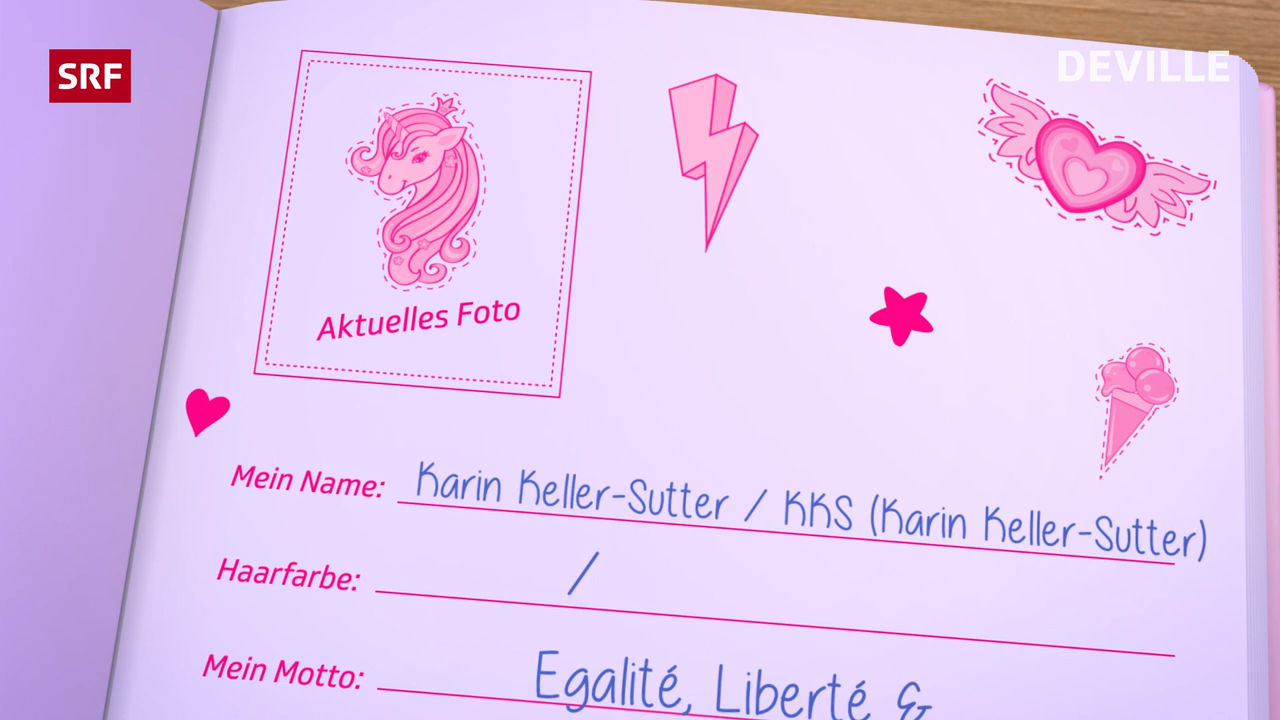 SRF
DEVILLE
Aktuelles Foto
Mein Name: Karin Keller-Sutter / KKS (Karin Keller-Sutter)
Haarfarbe: /
Mein Motto: Egalité, Liberté &